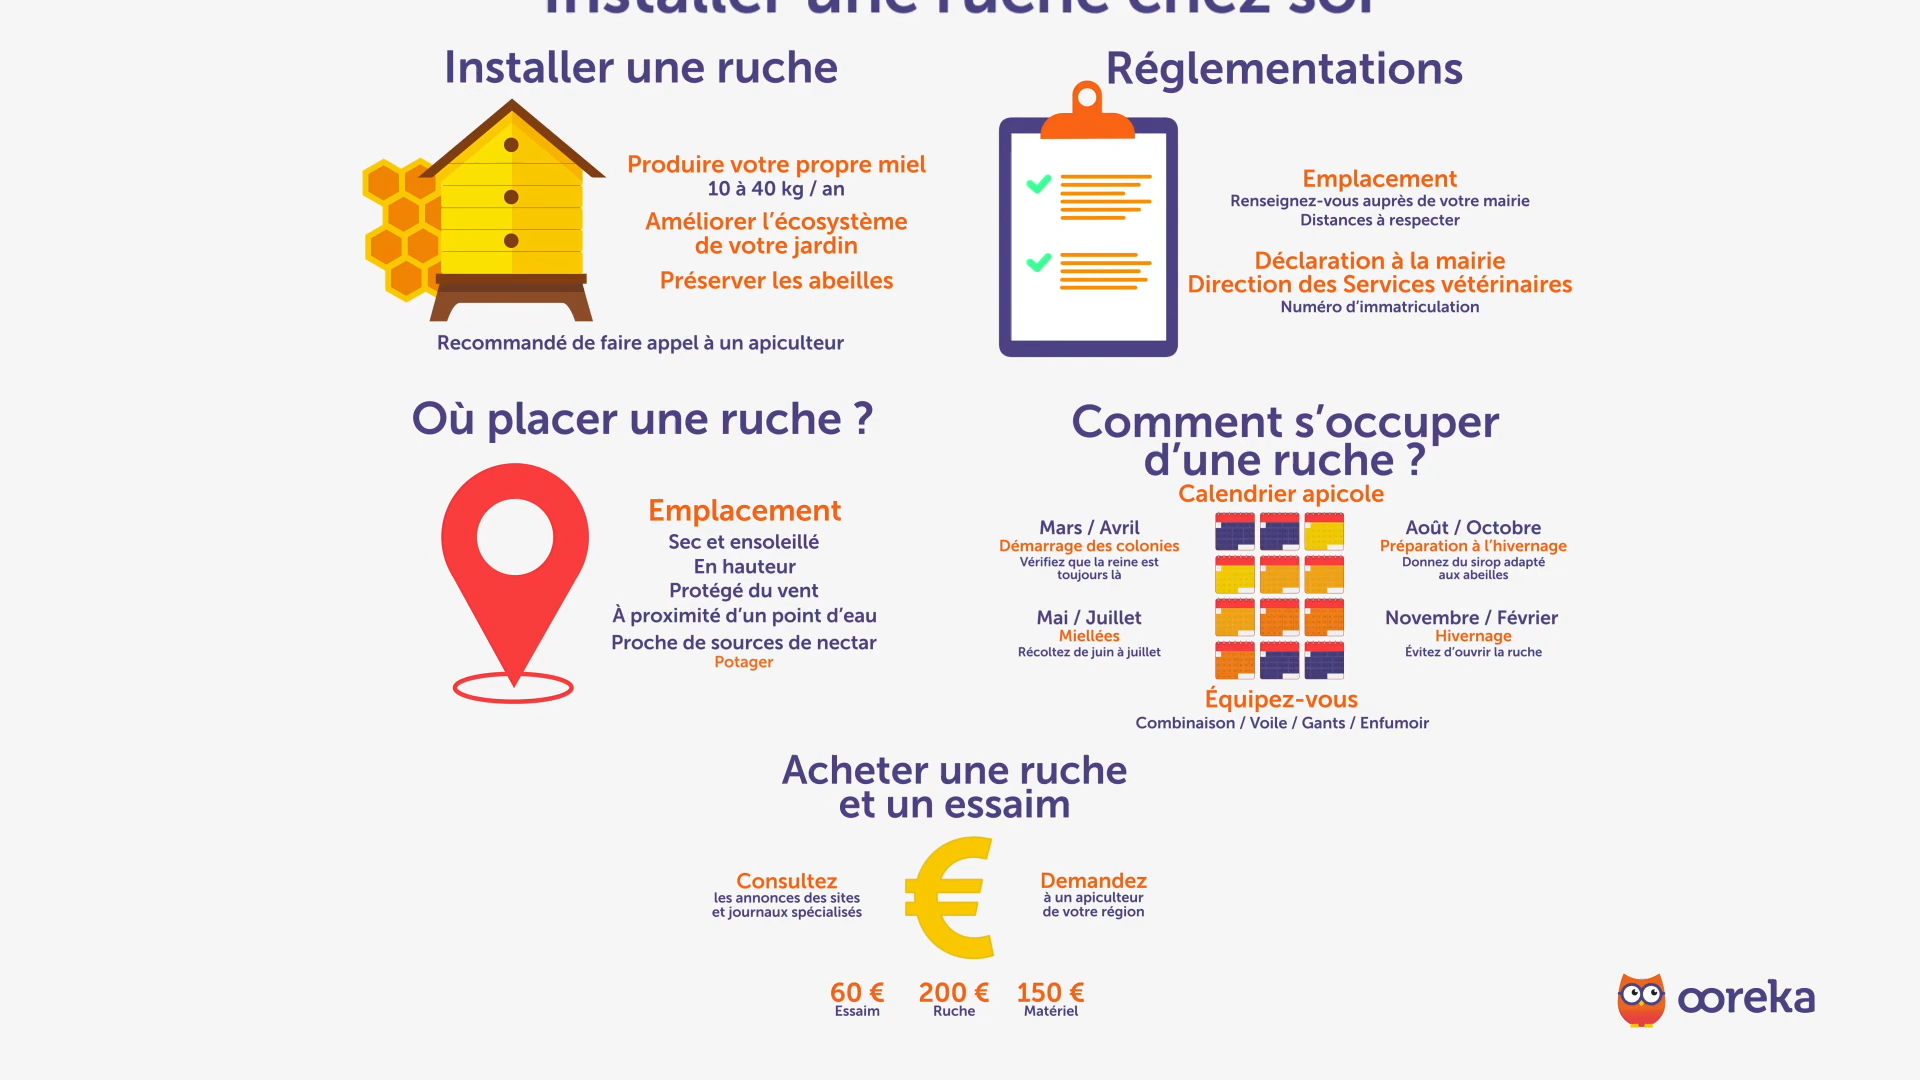 Installer une ruche chez soi
Installer une ruche
Produire votre propre miel
10 à 40 kg / an
Améliorer l’écosystème
de votre jardin
Préserver les abeilles
Recommandé de faire appel à un apiculteur
Réglementations
Emplacement
Renseignez-vous auprès de votre mairie
Distances à respecter
Déclaration à la mairie
Direction des Services vétérinaires
Numéro d’immatriculation
Où placer une ruche ?
Emplacement
Sec et ensoleillé
En hauteur
Protégé du vent
À proximité d’un point d’eau
Proche de sources de nectar
Potager
Comment s’occuper
d’une ruche ?
Calendrier apicole
Mars / Avril
Démarrage des colonies
Vérifiez que la reine est
toujours là
Mai / Juillet
Miellées
Récoltez de juin à juillet
Août / Octobre
Préparation à l’hivernage
Donnez du sirop adapté
aux abeilles
Novembre / Février
Hivernage
Évitez d’ouvrir la ruche
Équipez-vous
Combinaison / Voile / Gants / Enfumoir
Acheter une ruche
et un essaim
Consultez
les annonces des sites
et journaux spécialisés
€
Demandez
à un apiculteur
de votre région
60 €
Essaim
200 €
Ruche
150 €
Matériel
ooreka